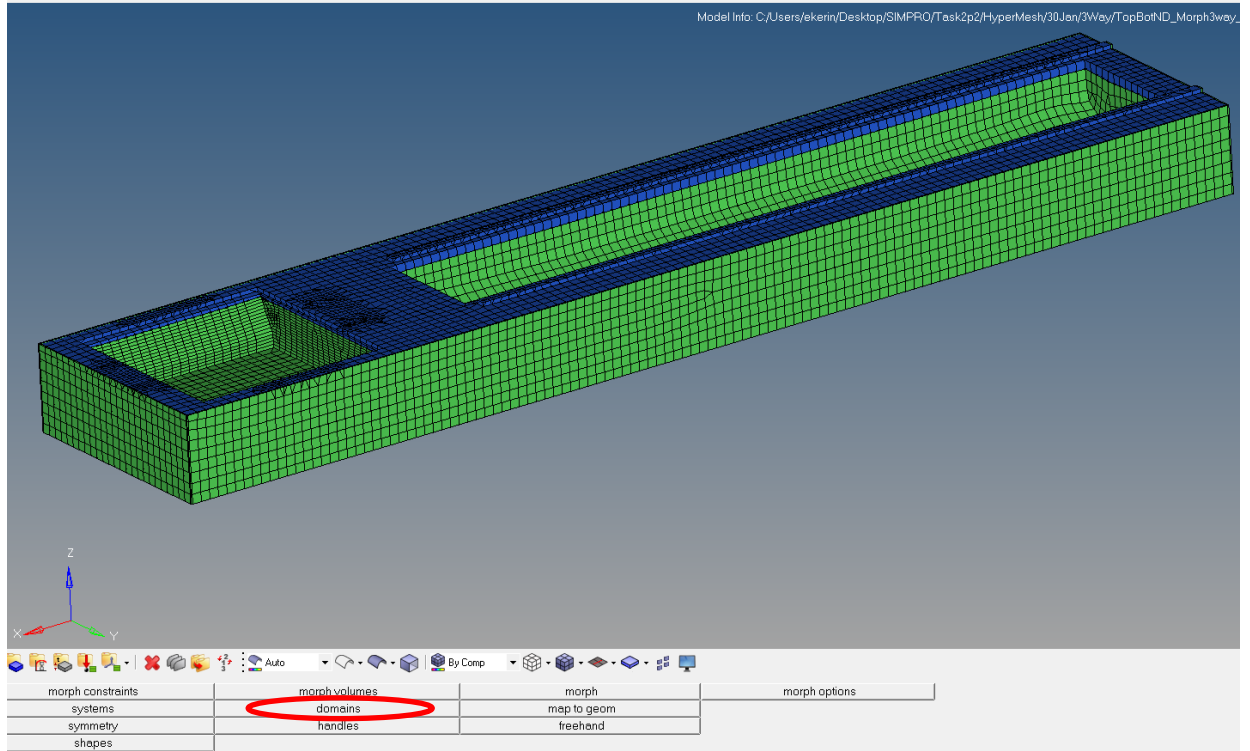 Model Info: C:/Users/ekerin/Desktop/SIMPRO/Task2p2/HyperMesh/30Jan/3Way/TopBotND_Morph3way_
Z
X
Y
Auto
By Comp
morph constraints
morph volumes
morph
morph options
systems
domains
map to geom
symmetry
handles
freehand
shapes